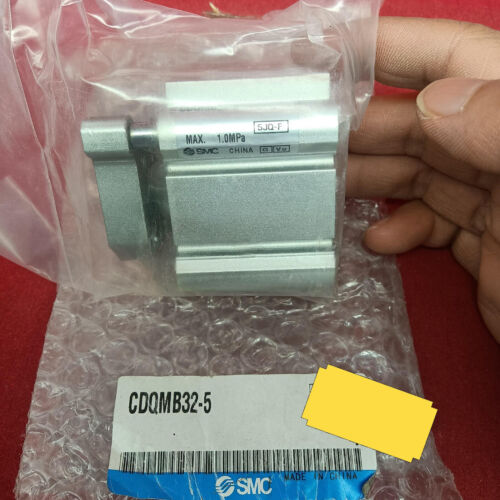 5JQ-F
MAX. 1.0MPa
SMC CHINA
CDQMB32-5
SMC
MADE IN CHINA